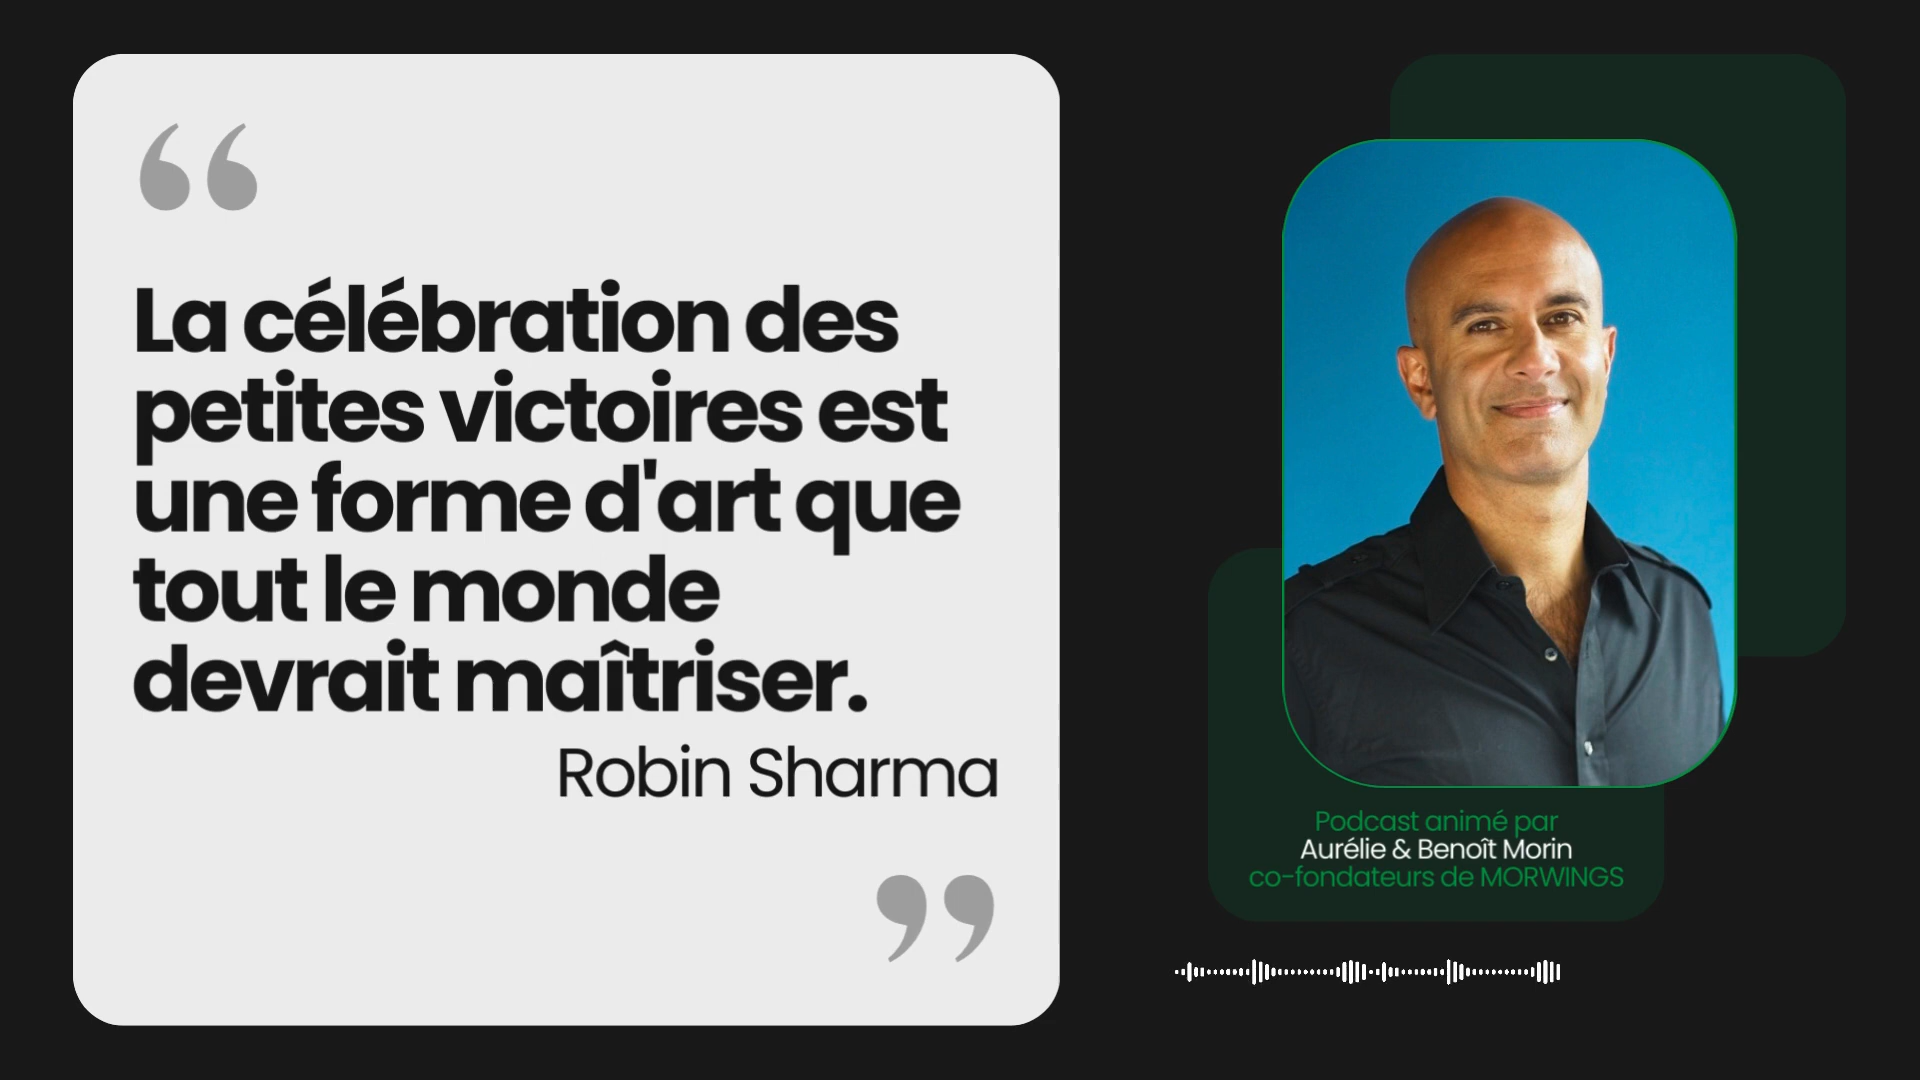 “
La célébration des
petites victoires est
une forme d'art que
tout le monde
devrait maîtriser.
Robin Sharma
”
Podcast animé par
Aurélie & Benoît Morin
co-fondateurs de MORWINGS